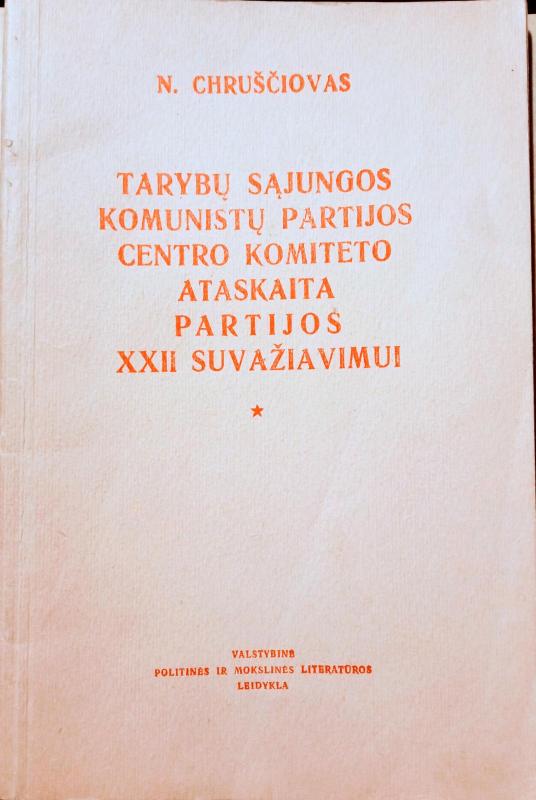 N. CHRUŠČIOVAS
TARYBŲ SĄJUNGOS
KOMUNISTŲ PARTIJOS
CENTRO KOMITETO
ATASKAITA
PARTIJOS
XXII SUVAŽIAVIMUI
VALSTYBINĖ
POLITINĖS IR MOKSLINĖS LITERATŪROS
LEIDYKLA